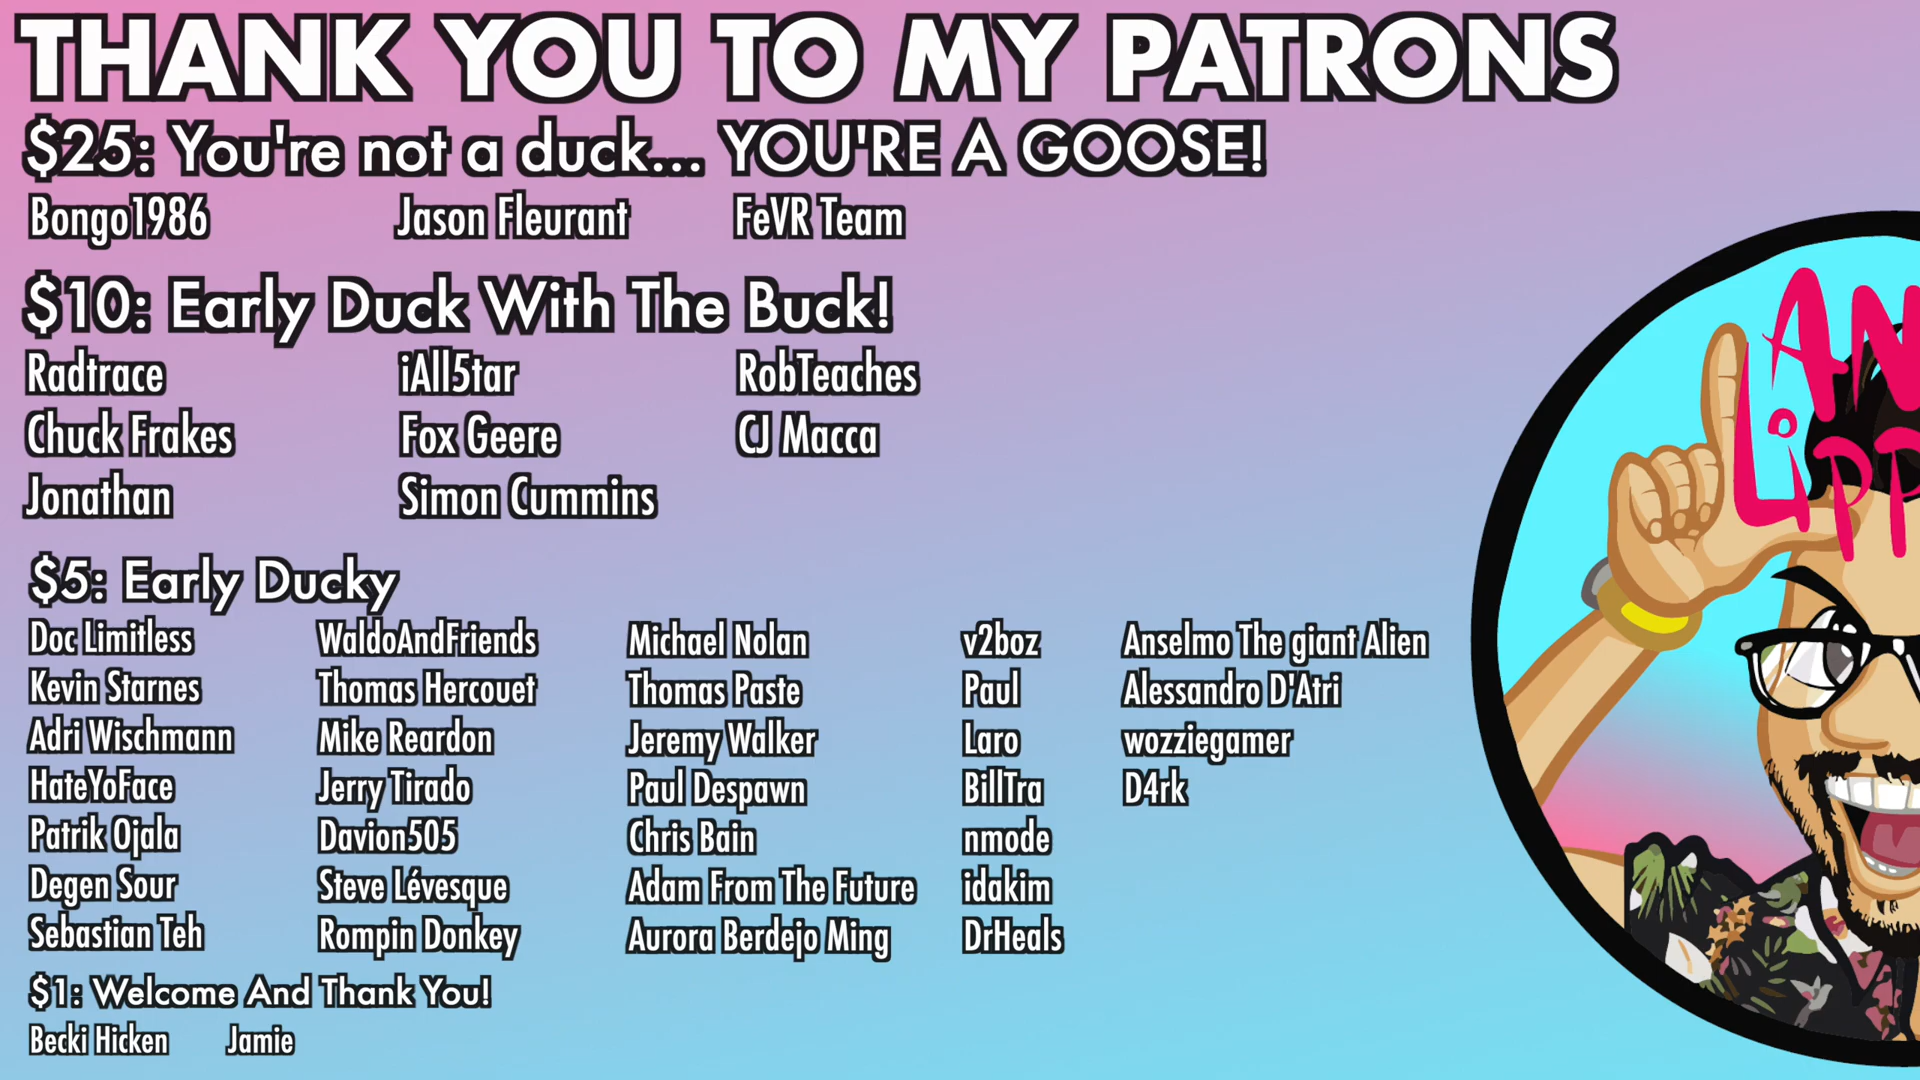 THANK YOU TO MY PATRONS
$25: You're not a duck... YOU'RE A GOOSE!
Bongo1986 Jason Fleurant FeVR Team
$10: Early Duck With The Buck!
Radtrace iAll5tar RobTeaches
Chuck Frakes Fox Geere CJ Macca
Jonathan Simon Cummins
$5: Early Ducky
Doc Limitless WaldoAndFriends Michael Nolan v2boz Anselmo The giant Alien
Kevin Starnes Thomas Hercouet Thomas Paste Paul Alessandro D'Atri
Adri Wischmann Mike Reardon Jeremy Walker Laro wozziegamer
HateYoFace Jerry Tirado Paul Despawn BillTra D4rk
Patrik Ojala Davion505 Chris Bain nmode
Degen Sour Steve Lévesque Adam From The Future idakim
Sebastian Teh Rompin Donkey Aurora Berdejo Ming DrHeals
$1: Welcome And Thank You!
Becki Hicken Jamie